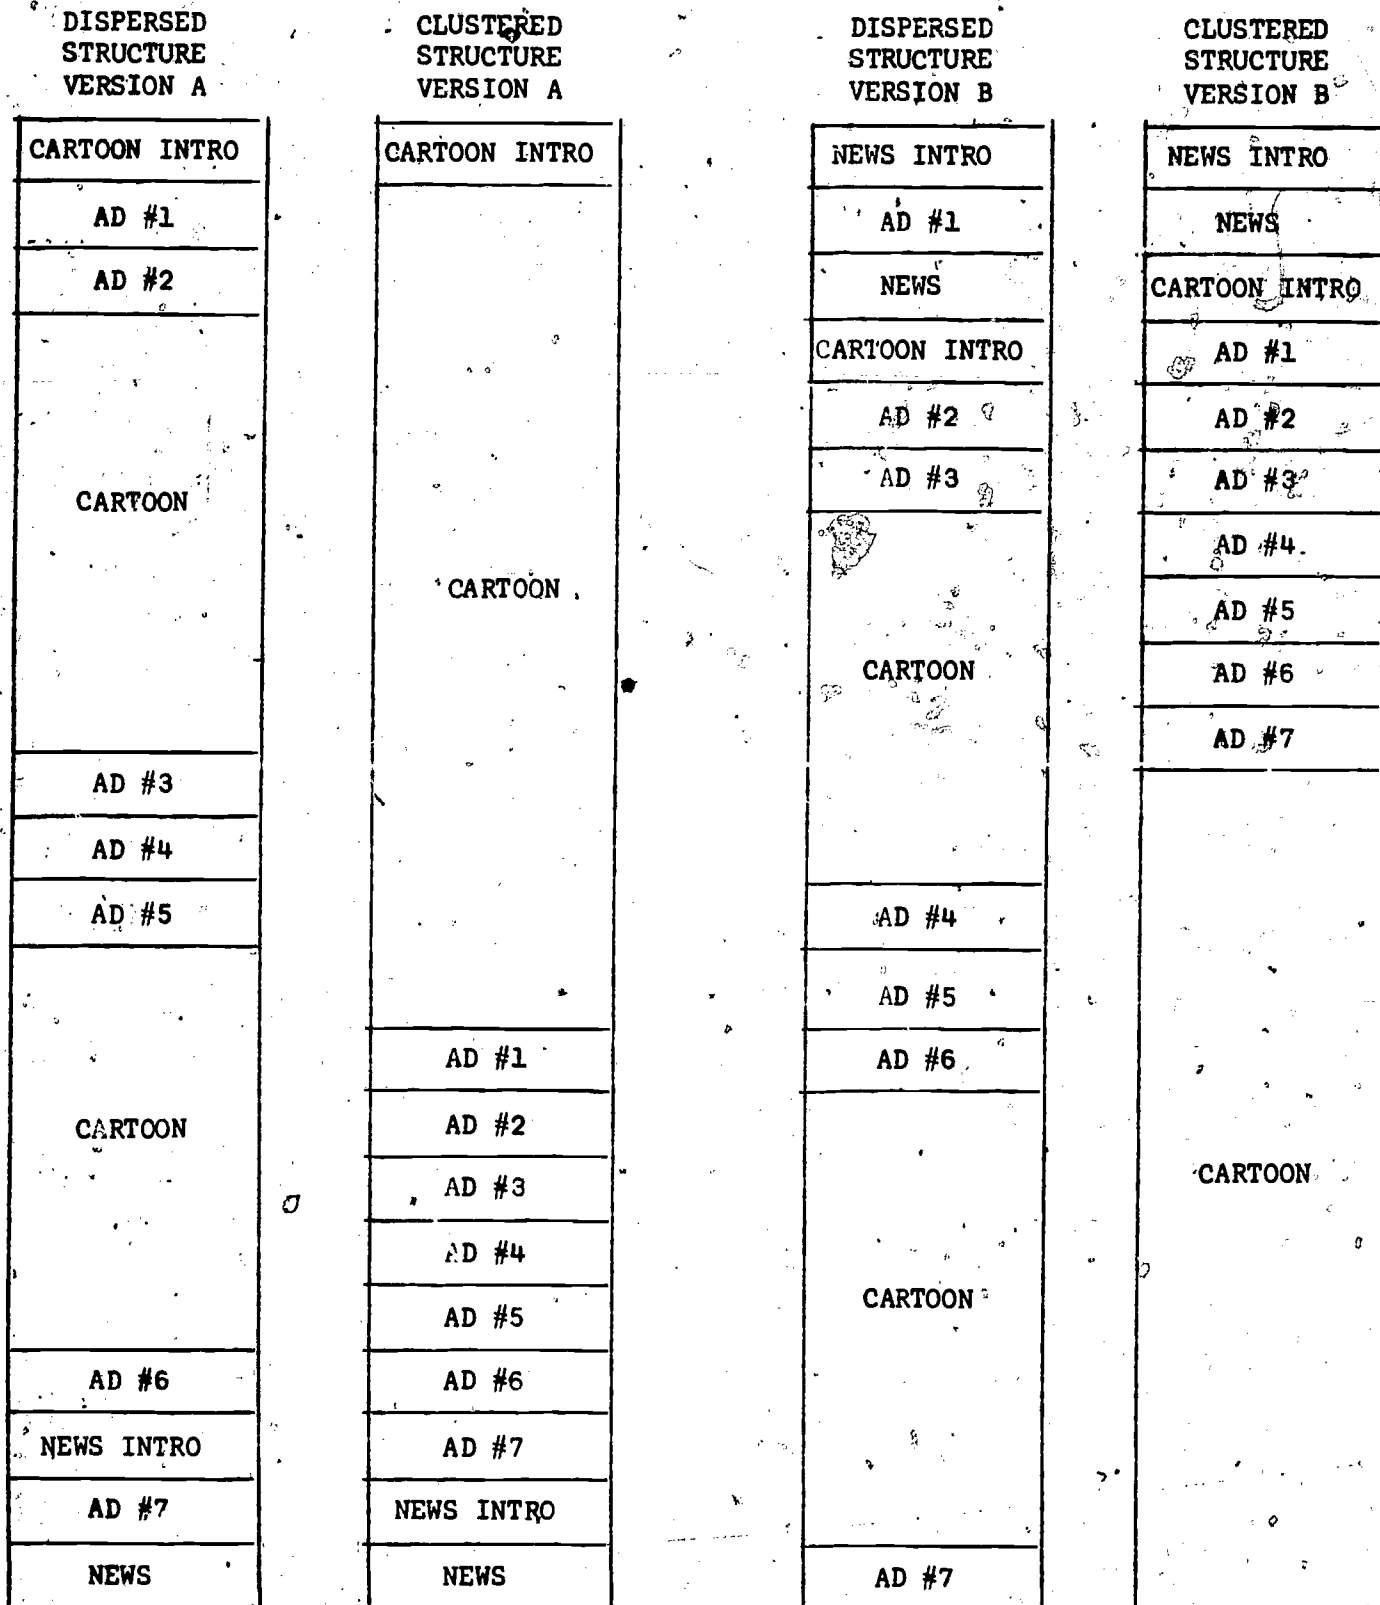 DISPERSED
STRUCTURE
VERSION A
CARTOON INTRO
AD #1
AD #2
CARTOON
AD #3
AD #4
AD #5
CARTOON
AD #6
NEWS INTRO
AD #7
NEWS
CLUSTERED
STRUCTURE
VERSION A
CARTOON INTRO
CARTOON
AD #1
AD #2
AD #3
AD #4
AD #5
AD #6
AD #7
NEWS INTRO
NEWS
DISPERSED
STRUCTURE
VERSION B
NEWS INTRO
AD #1
NEWS
CARTOON INTRO
AD #2
AD #3
CARTOON
AD #4
AD #5
AD #6
CARTOON
AD #7
CLUSTERED
STRUCTURE
VERSION B
NEWS INTRO
NEWS
CARTOON INTRO
AD #1
AD #2
AD #3
AD #4
AD #5
AD #6
AD #7
CARTOON